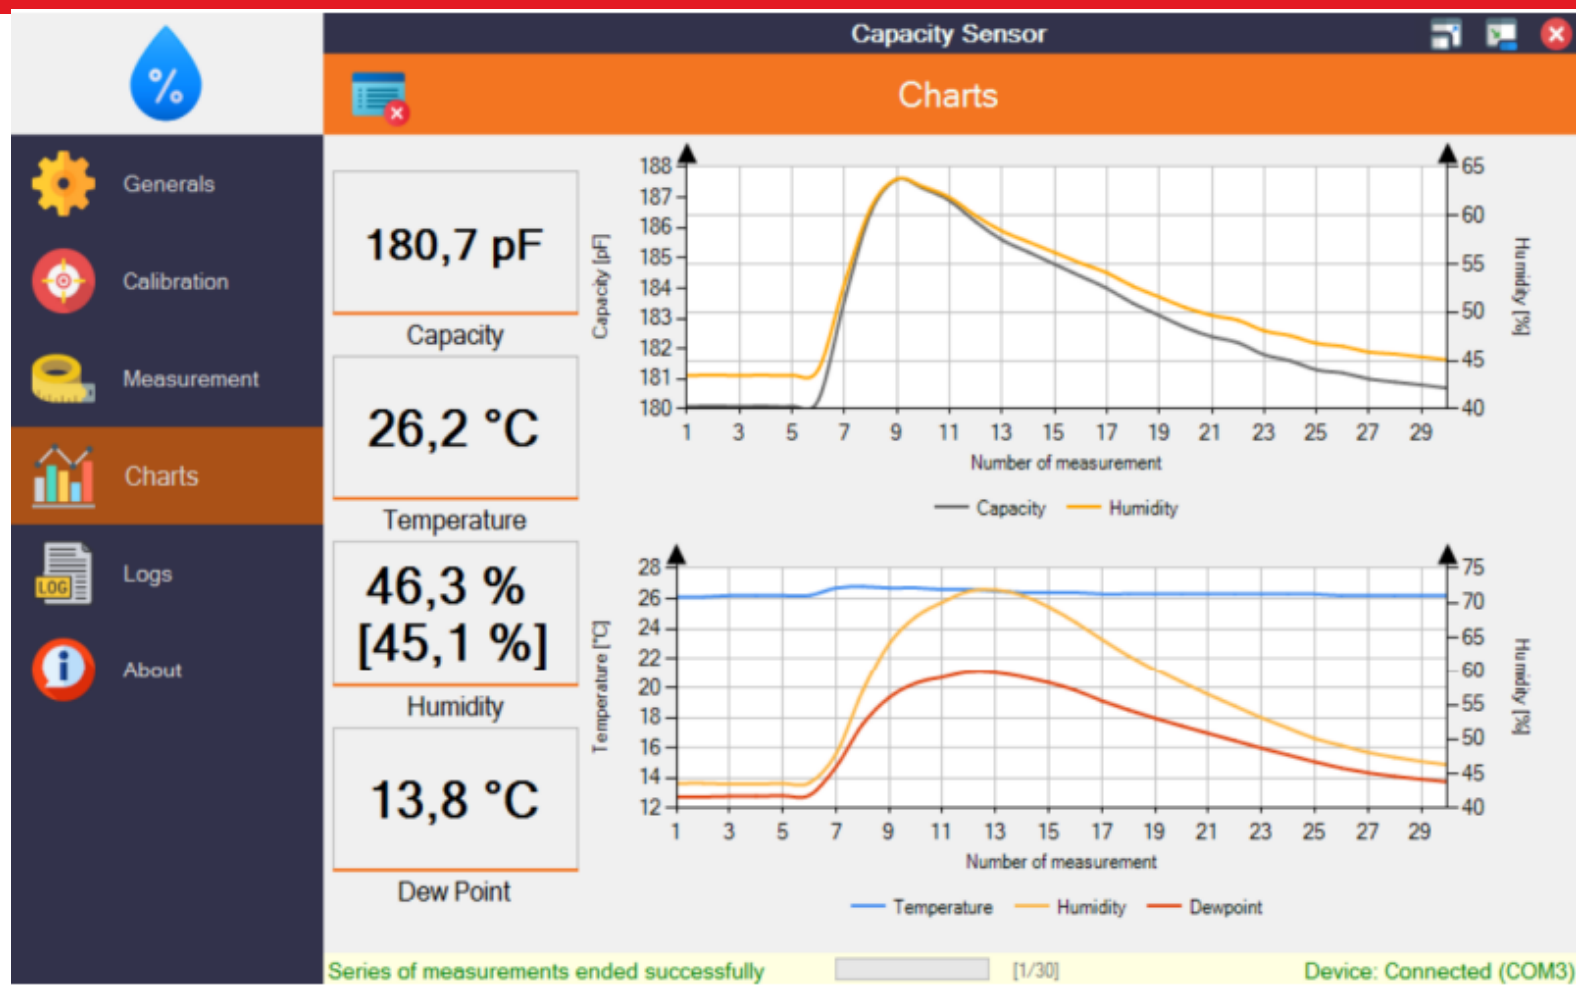 Capacity Sensor
%
Charts
Generals
Calibration
Measurement
Charts
LOG
Logs
About
180,7 pF
Capacity
26,2 °C
Temperature
46,3 %
[45,1 %]
Humidity
13,8 °C
Dew Point
188
187
186
185
184
183
182
181
180
Capacity [pF]
65
60
55
50
45
40
Humidity [%]
1 3 5 7 9 11 13 15 17 19 21 23 25 27 29
Number of measurement
Capacity Humidity
28
26
24
22
20
18
16
14
12
Temperature [°C]
75
70
65
60
55
50
45
40
Humidity [%]
1 3 5 7 9 11 13 15 17 19 21 23 25 27 29
Number of measurement
Temperature Humidity Dewpoint
Series of measurements ended successfully [1/30] Device: Connected (COM3)